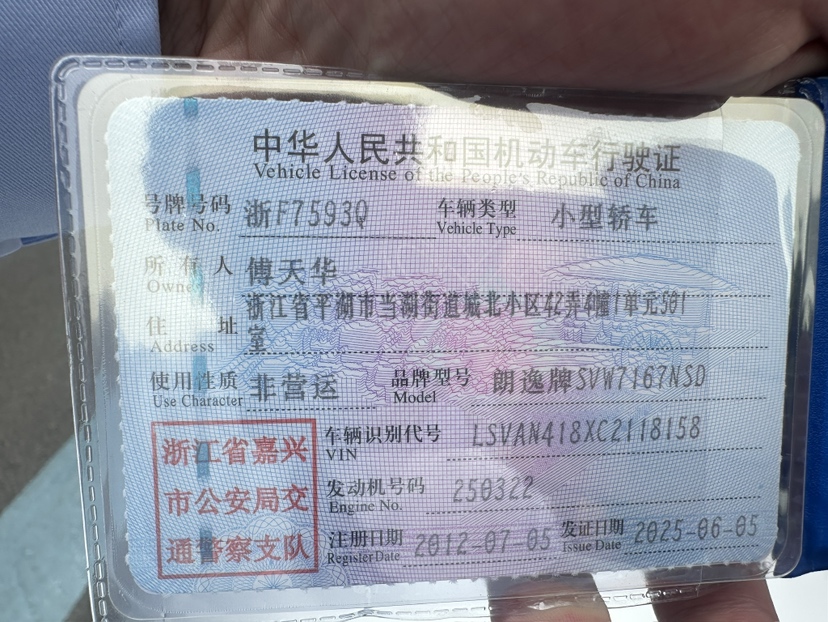 中华人民共和国机动车行驶证
Vehicle License of the People's Republic of China
号牌号码 浙F7593Q 车辆类型 小型轿车
Plate No. Vehicle Type
所有人 傅天华
Owner
住址 浙江省平湖市当湖街道城北小区42弄4幢1单元501
室
Address
使用性质 非营运 品牌型号 朗逸牌SVW7167NSD
Use Character Model
浙江省嘉兴
市公安局交
通警察支队
车辆识别代号 LSVAN418XC2118158
VIN
发动机号码 250322
Engine No.
注册日期 2012-07-05 发证日期 2025-06-05
Register Date Issue Date